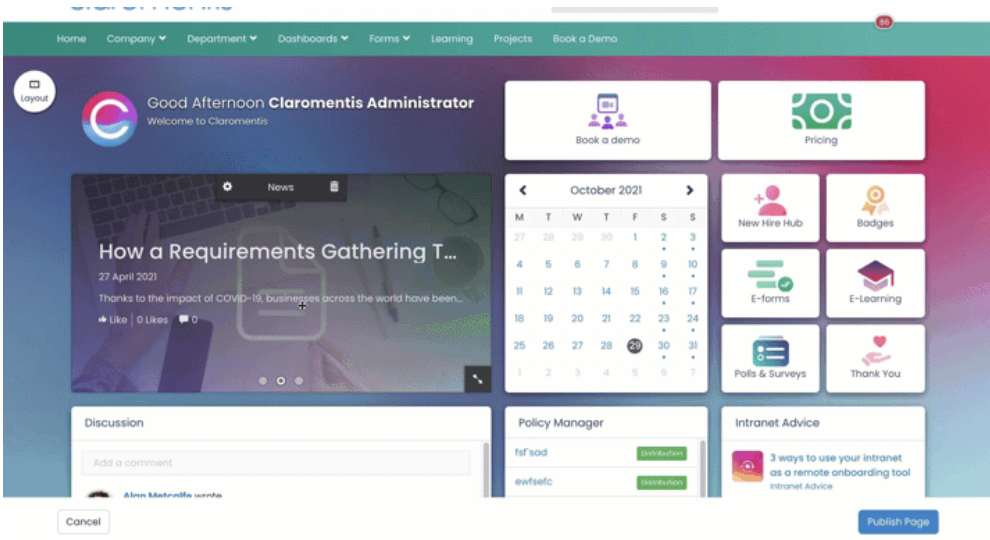 86
Home Company Department Dashboards Forms Learning Projects Book a Demo
Layout
Good Afternoon Claromentis Administrator
Welcome to Claromentis
Book a demo
Pricing
News
How a Requirements Gathering T...
27 April 2021
Thanks to the impact of COVID-19, businesses across the world have been...
Like 0 Likes 0
October 2021
M T W T F S S
27 28 29 30 1 2 3
4 5 6 7 8 9 10
11 12 13 14 15 16 17
18 19 20 21 22 23 24
25 26 27 28 29 30 31
1 2 3 4 5 6 7
New Hire Hub
Badges
E-forms
E-Learning
Polls & Surveys
Thank You
Discussion
Add a comment
Alan Metcalfe wrote
Policy Manager
fsf'sad Distribution
ewfsefc Distribution
Intranet Advice
3 ways to use your intranet
as a remote onboarding tool
Intranet Advice
Cancel
Publish Page